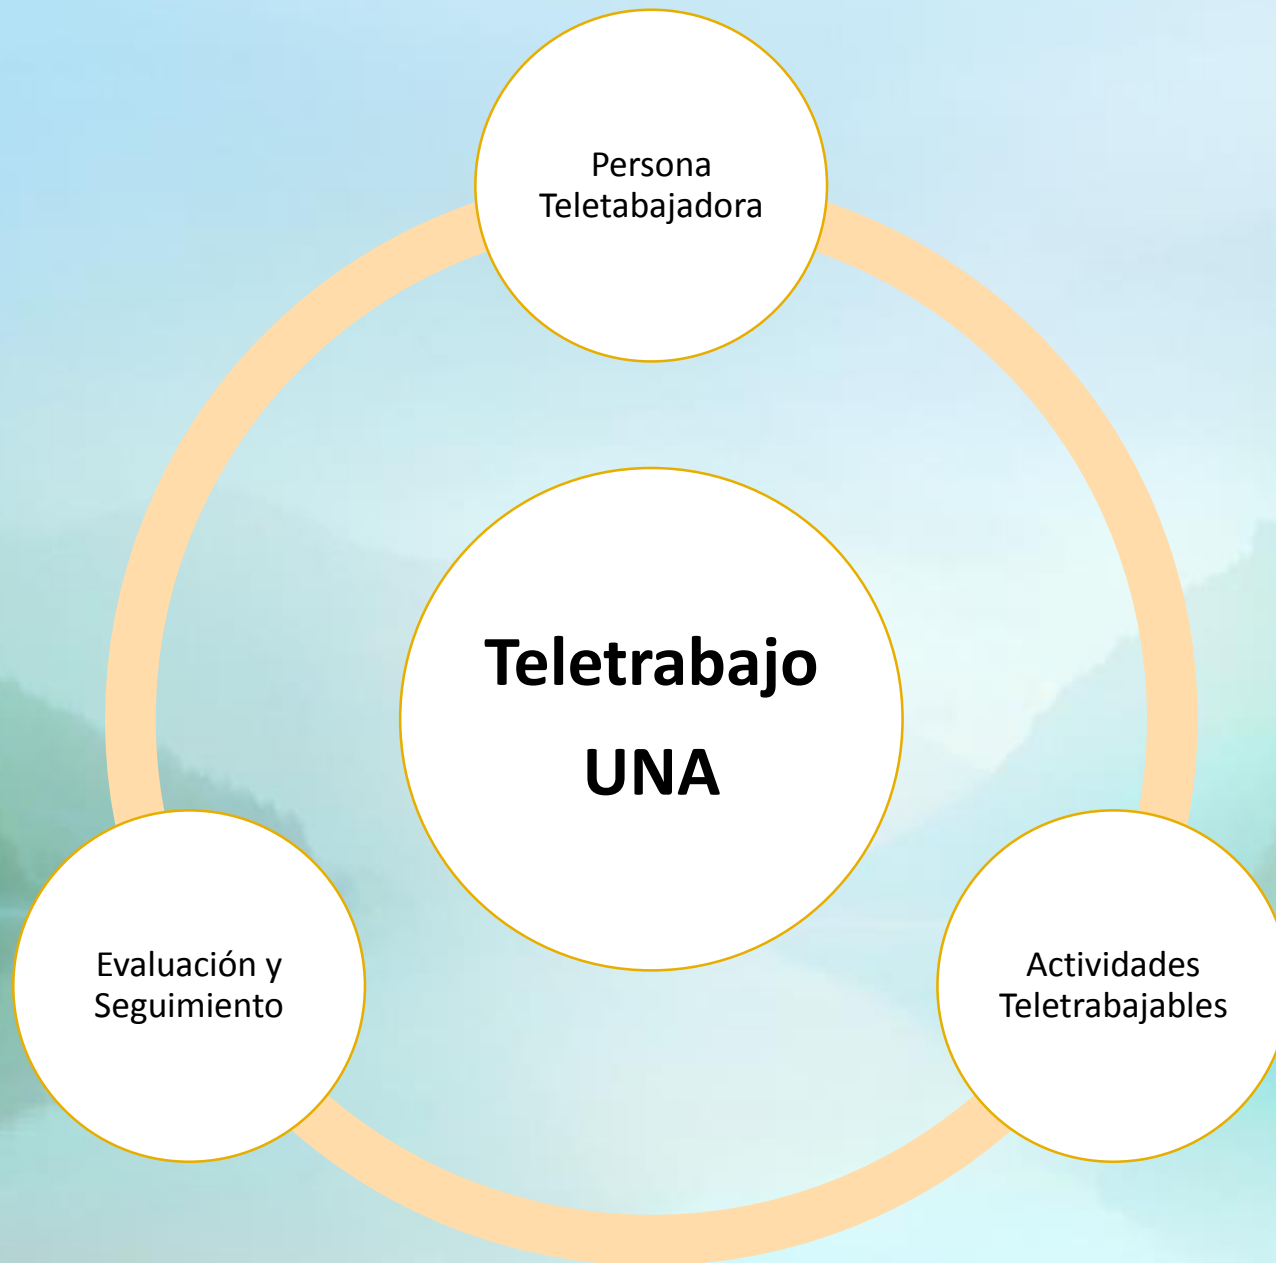 Persona
Teletabajadora
Teletrabajo
UNA
Evaluación y
Seguimiento
Actividades
Teletrabajables